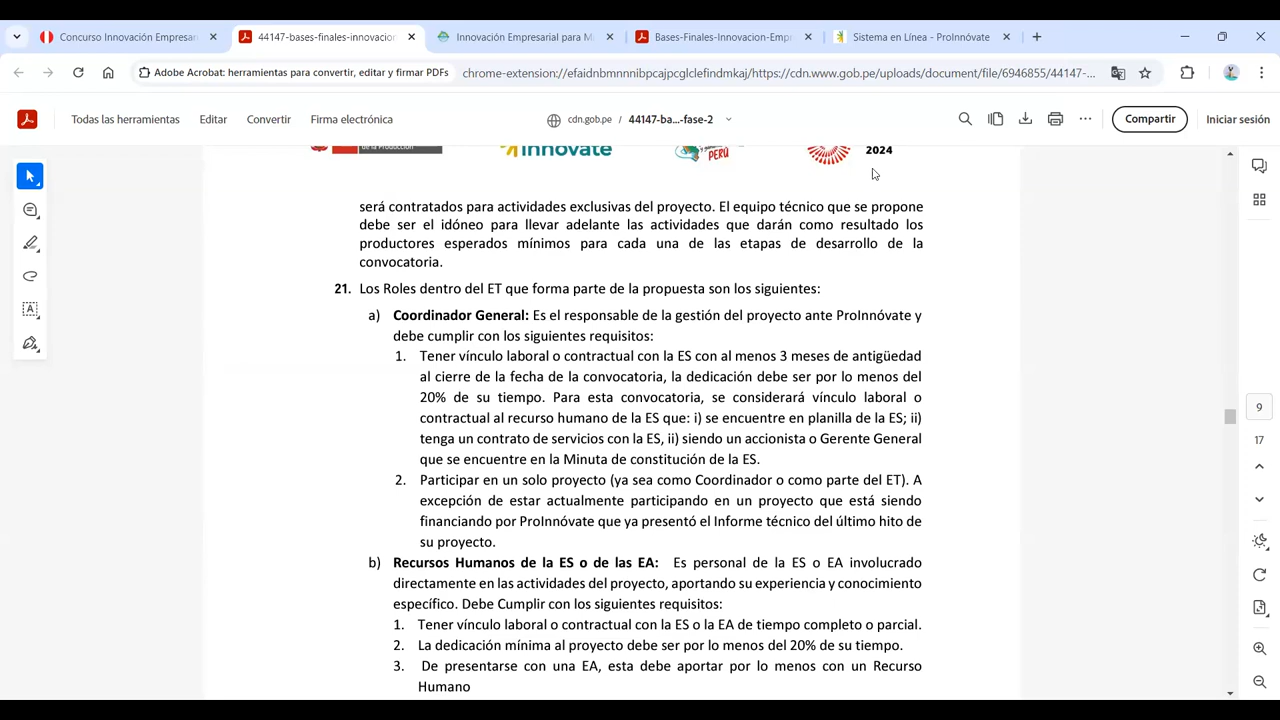 Concurso Innovación Empresar
44147-bases-finales-innovacion
Innovación Empresarial para M
Bases-Finales-Innovacion-Emp
Sistema en Línea - ProInnóvate
Adobe Acrobat: herramientas para convertir, editar y firmar PDFs
chrome-extension://efaidnbmnnnibpcajpcglclefindmkaj/https://cdn.www.gob.pe/uploads/document/file/6946855/44147-...
Todas las herramientas
Editar
Convertir
Firma electrónica
cdn.gob.pe / 44147-ba...-fase-2
Compartir
Iniciar sesión
de la Producción
innóvate
PERÚ
2024
será contratados para actividades exclusivas del proyecto. El equipo técnico que se propone
debe ser el idóneo para llevar adelante las actividades que darán como resultado los
productores esperados mínimos para cada una de las etapas de desarrollo de la
convocatoria.
21. Los Roles dentro del ET que forma parte de la propuesta son los siguientes:
a) Coordinador General: Es el responsable de la gestión del proyecto ante ProInnóvate y
debe cumplir con los siguientes requisitos:
1. Tener vínculo laboral o contractual con la ES con al menos 3 meses de antigüedad
al cierre de la fecha de la convocatoria, la dedicación debe ser por lo menos del
20% de su tiempo. Para esta convocatoria, se considerará vínculo laboral o
contractual al recurso humano de la ES que: i) se encuentre en planilla de la ES; ii)
tenga un contrato de servicios con la ES, ii) siendo un accionista o Gerente General
que se encuentre en la Minuta de constitución de la ES.
2. Participar en un solo proyecto (ya sea como Coordinador o como parte del ET). A
excepción de estar actualmente participando en un proyecto que está siendo
financiando por ProInnóvate que ya presentó el Informe técnico del último hito de
su proyecto.
b) Recursos Humanos de la ES o de las EA: Es personal de la ES o EA involucrado
directamente en las actividades del proyecto, aportando su experiencia y conocimiento
específico. Debe Cumplir con los siguientes requisitos:
1. Tener vínculo laboral o contractual con la ES o la EA de tiempo completo o parcial.
2. La dedicación mínima al proyecto debe ser por lo menos del 20% de su tiempo.
3. De presentarse con una EA, esta debe aportar por lo menos con un Recurso
Humano
9
17